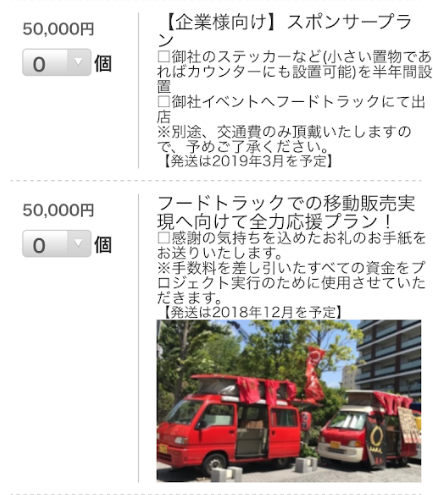 50,000円
0 個
【企業様向け】スポンサープラ
ン
□御社のステッカーなど(小さい置物であ
ればカウンターにも設置可能)を半年間設
置
□御社イベントへフードトラックにて出
店
※別途、交通費のみ頂戴いたしますの
で、予めご了承ください。
【発送は2019年3月を予定】
50,000円
0 個
フードトラックでの移動販売実
現へ向けて全力応援プラン！
□感謝の気持ちを込めたお礼のお手紙を
お送りいたします。
※手数料を差し引いたすべての資金をプ
ロジェクト実行のために使用させていた
だきます。
【発送は2018年12月を予定】